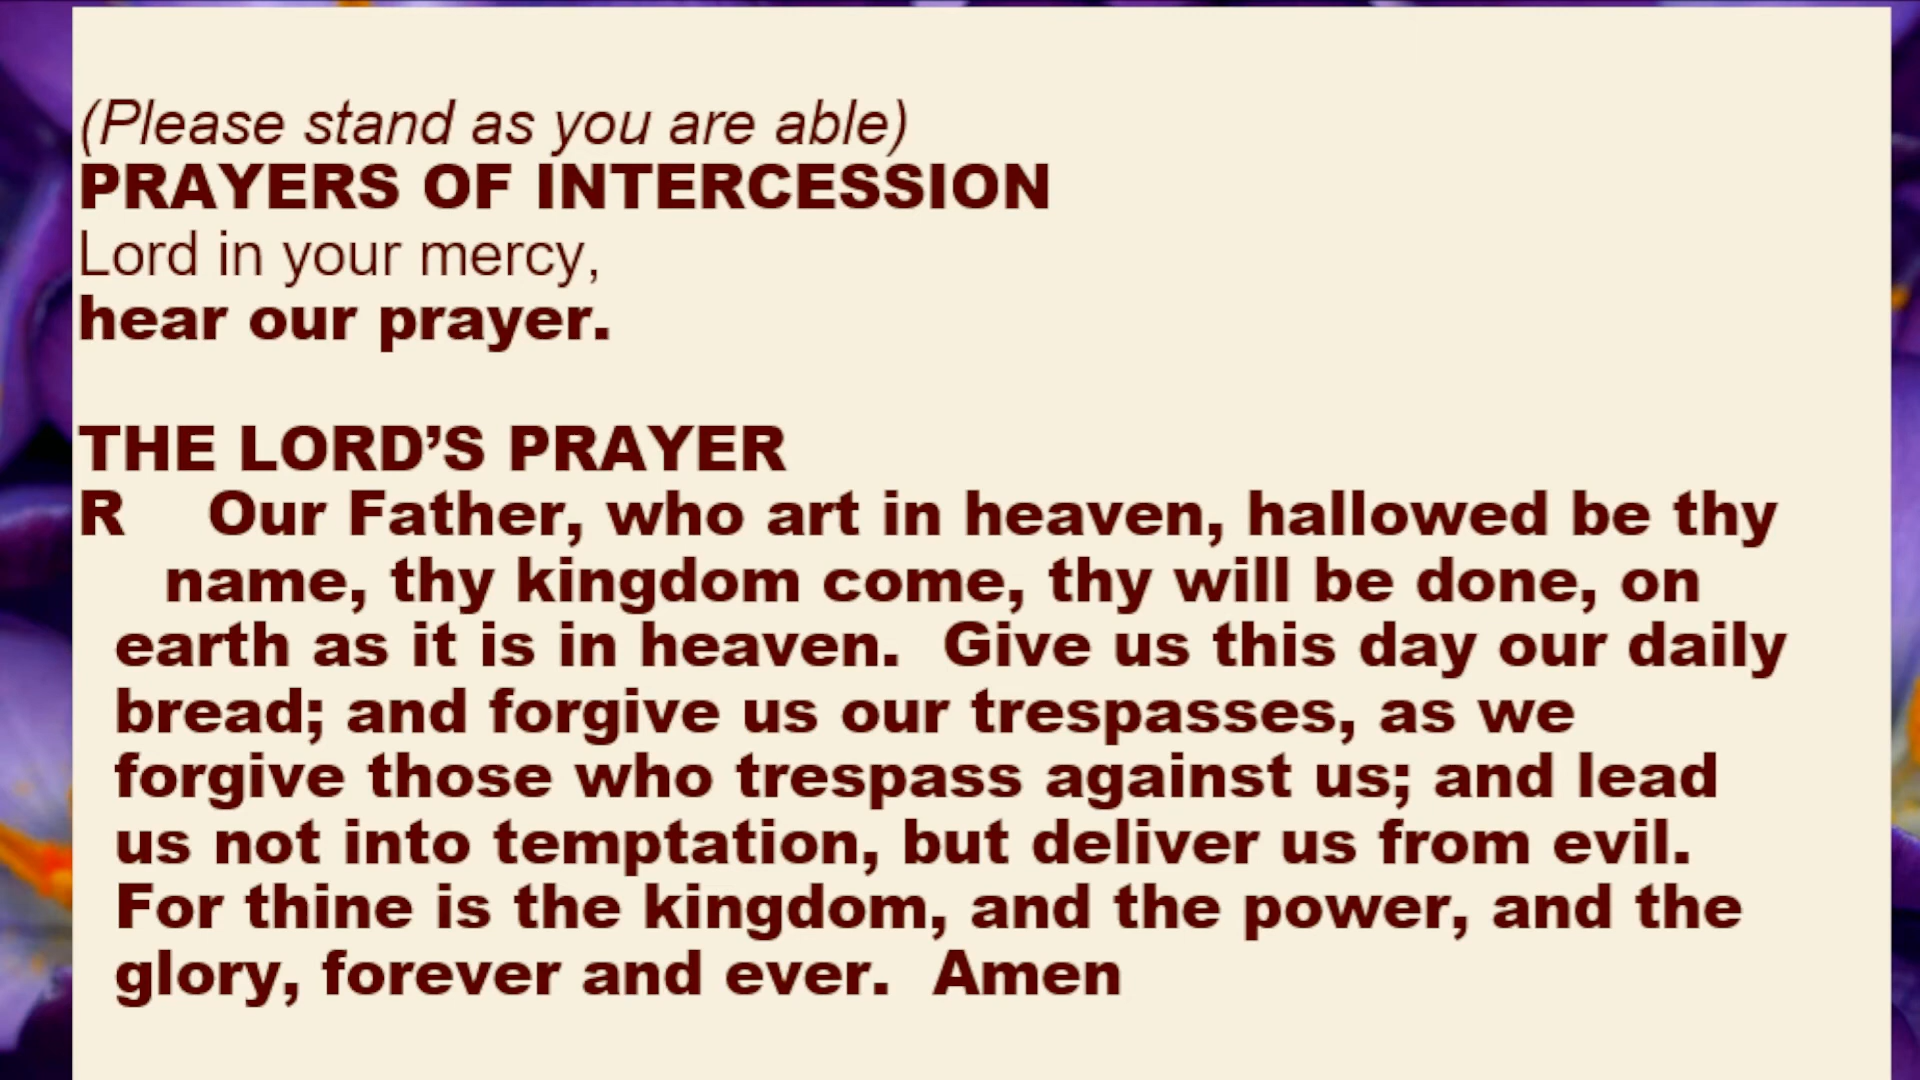 (Please stand as you are able)
PRAYERS OF INTERCESSION
Lord in your mercy,
hear our prayer.
THE LORD’S PRAYER
R Our Father, who art in heaven, hallowed be thy
name, thy kingdom come, thy will be done, on
earth as it is in heaven. Give us this day our daily
bread; and forgive us our trespasses, as we
forgive those who trespass against us; and lead
us not into temptation, but deliver us from evil.
For thine is the kingdom, and the power, and the
glory, forever and ever. Amen